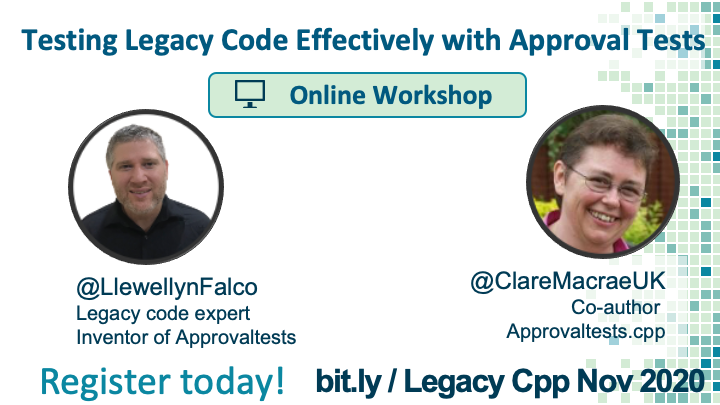 Testing Legacy Code Effectively with Approval Tests
Online Workshop
@LlewellynFalco
Legacy code expert
Inventor of Approvaltests
@ClareMacraeUK
Co-author
Approvaltests.cpp
Register today!
bit.ly / Legacy Cpp Nov 2020